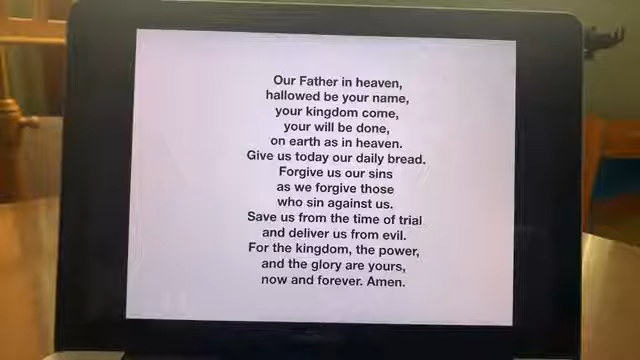 Our Father in heaven,
hallowed be your name,
your kingdom come,
your will be done,
on earth as in heaven.
Give us today our daily bread.
Forgive us our sins
as we forgive those
who sin against us.
Save us from the time of trial
and deliver us from evil.
For the kingdom, the power,
and the glory are yours,
now and forever. Amen.